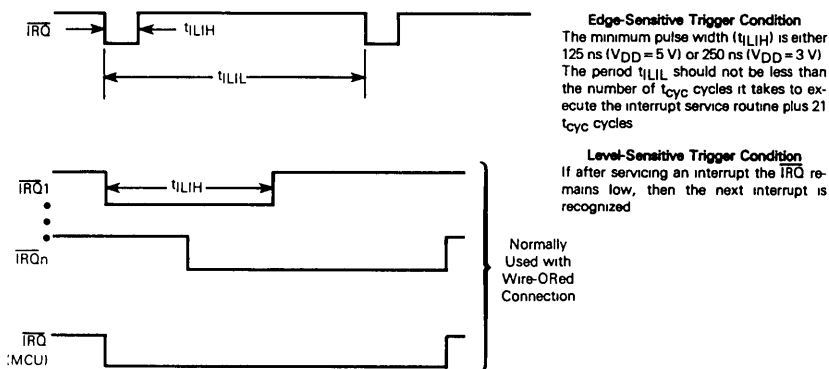 IRQ
tILIH
tILIL
Edge-Sensitive Trigger Condition
The minimum pulse width (tILIH) is either
125 ns (VDD = 5 V) or 250 ns (VDD = 3 V)
The period tILIL should not be less than
the number of tcyc cycles it takes to ex-
ecute the interrupt service routine plus 21
tcyc cycles
Level-Sensitive Trigger Condition
If after servicing an interrupt the IRQ re-
mains low, then the next interrupt is
recognized
IRQ1
tILIH
IRQn
Normally
Used with
Wire-ORed
Connection
IRQ
(MCU)